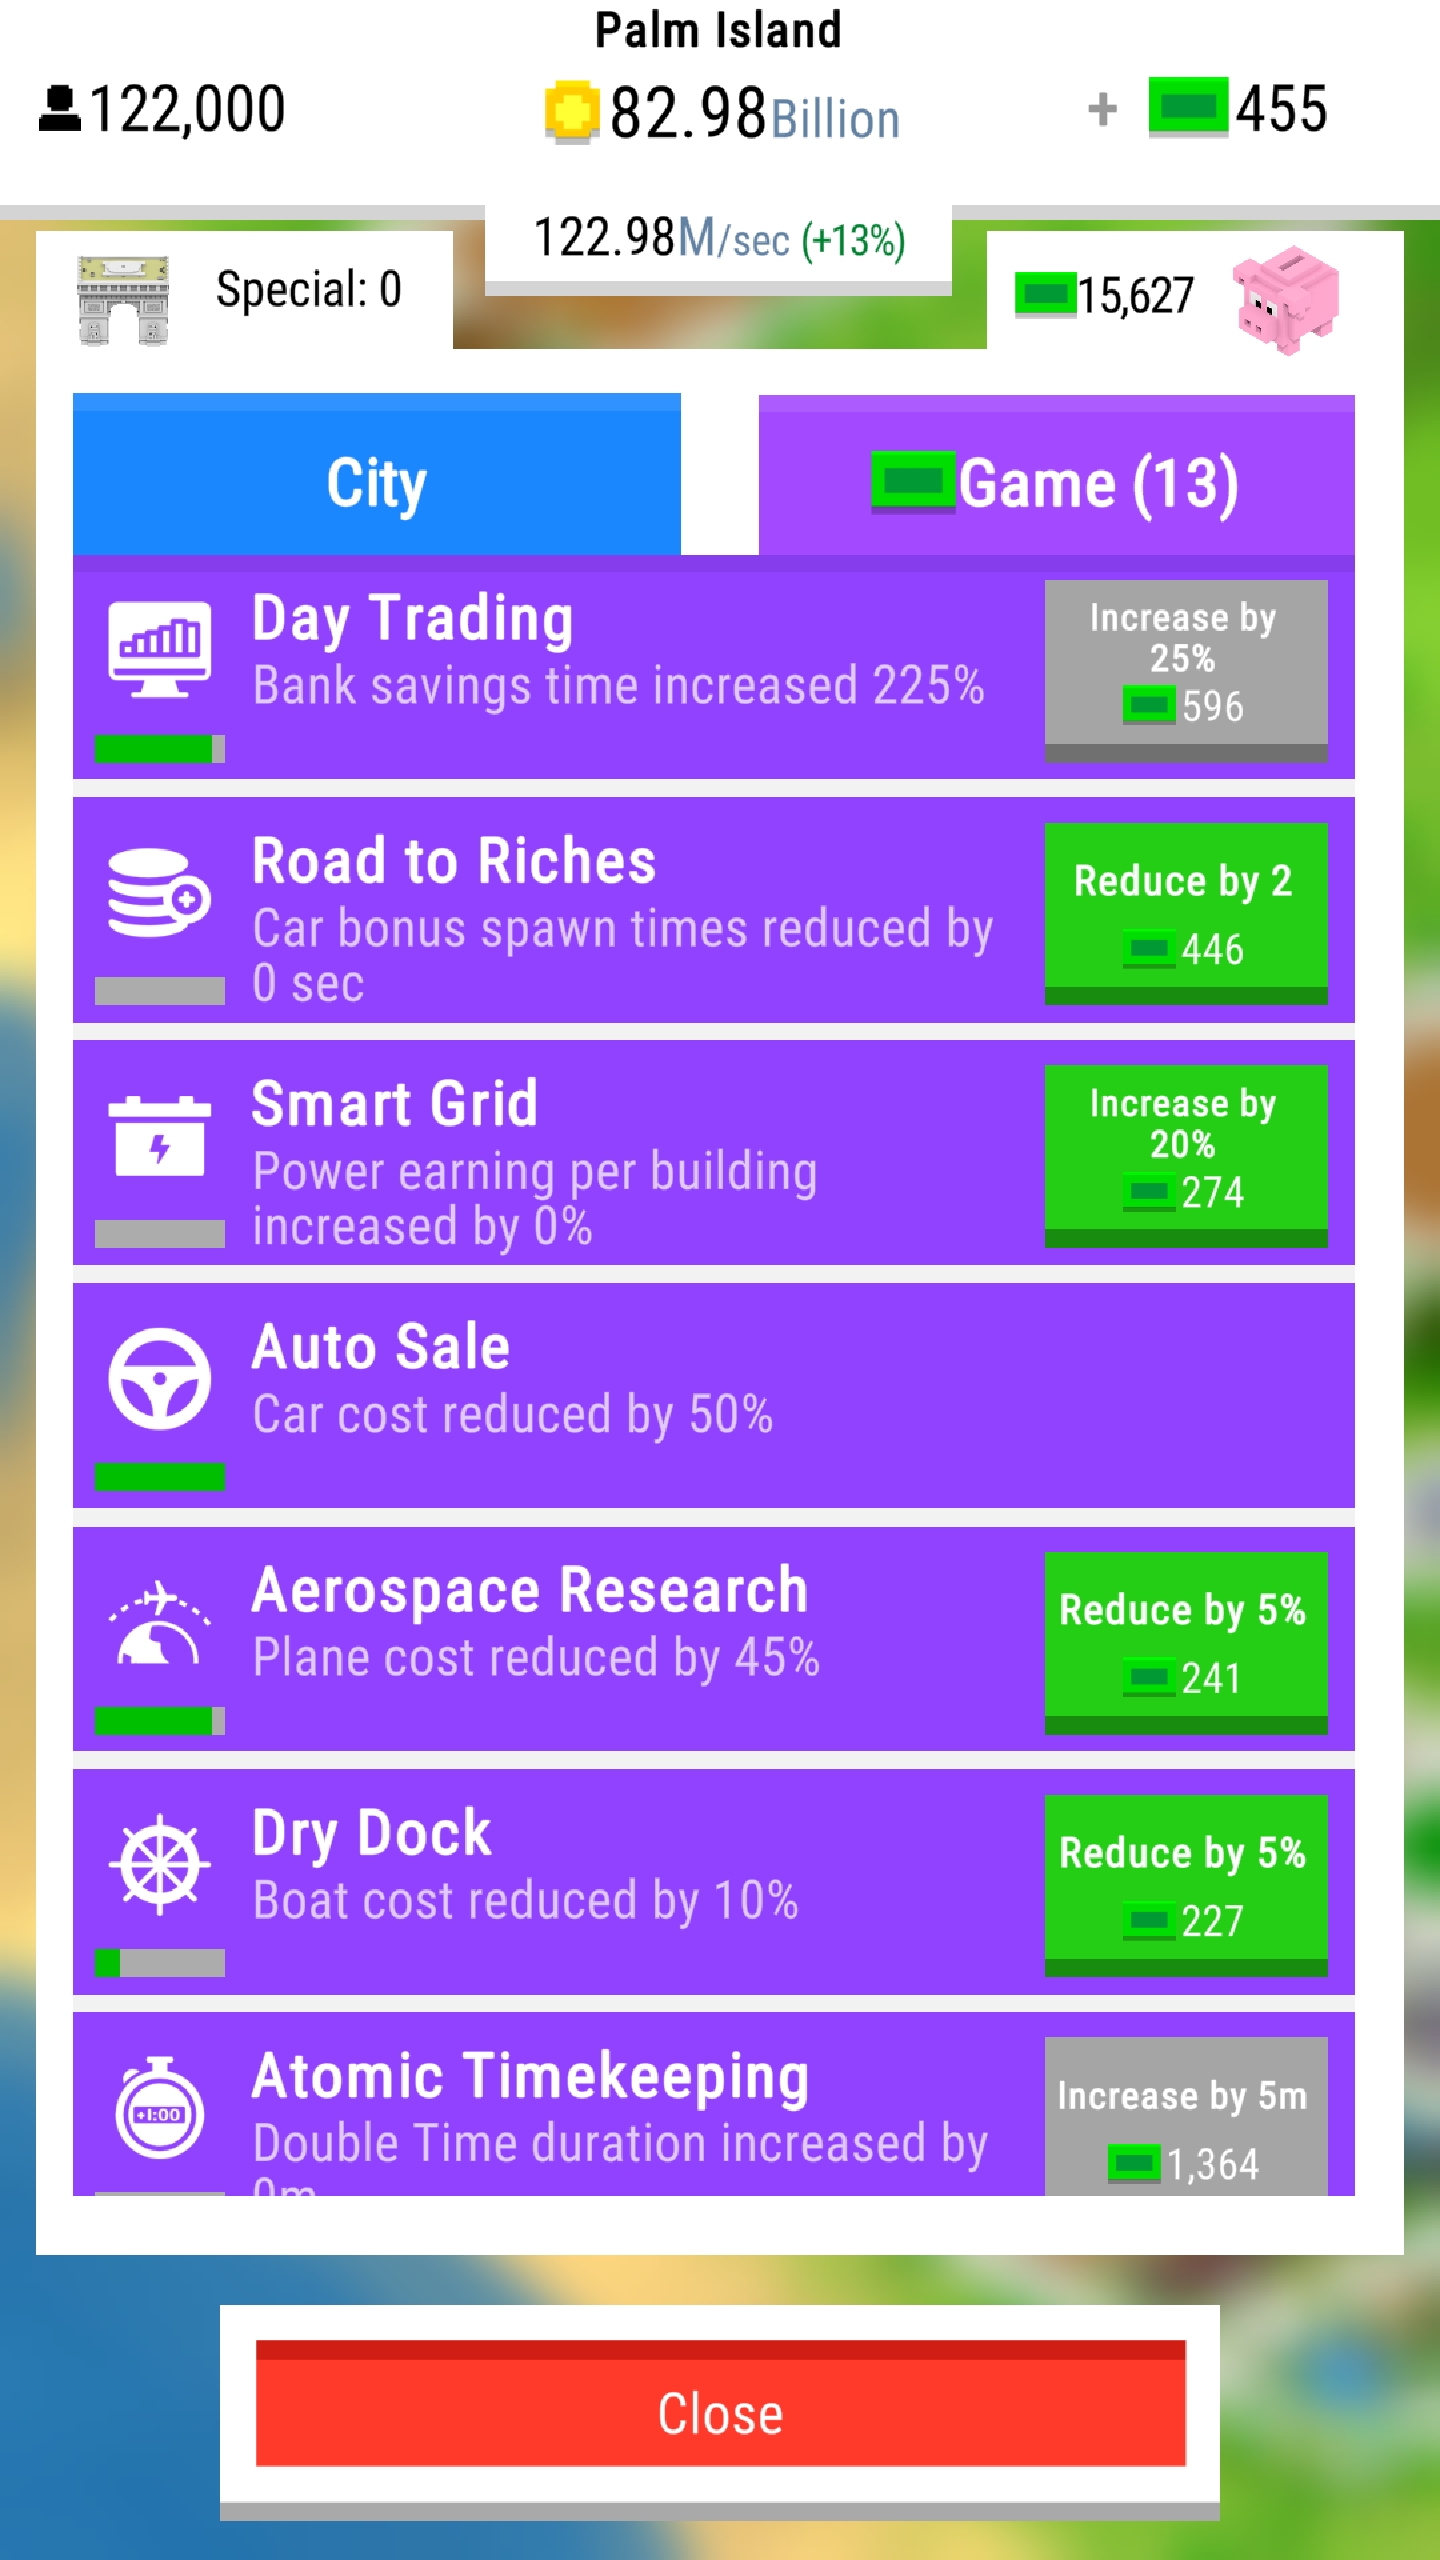 Palm Island
122,000
82.98Billion
+ 455
122.98M/sec (+13%)
Special: 0
15,627
City
Game (13)
Day Trading
Bank savings time increased 225%
Increase by
25%
596
Road to Riches
Car bonus spawn times reduced by
0 sec
Reduce by 2
446
Smart Grid
Power earning per building
increased by 0%
Increase by
20%
274
Auto Sale
Car cost reduced by 50%
Aerospace Research
Plane cost reduced by 45%
Reduce by 5%
241
Dry Dock
Boat cost reduced by 10%
Reduce by 5%
227
+1:00
Atomic Timekeeping
Double Time duration increased by
0m
Increase by 5m
1,364
Close